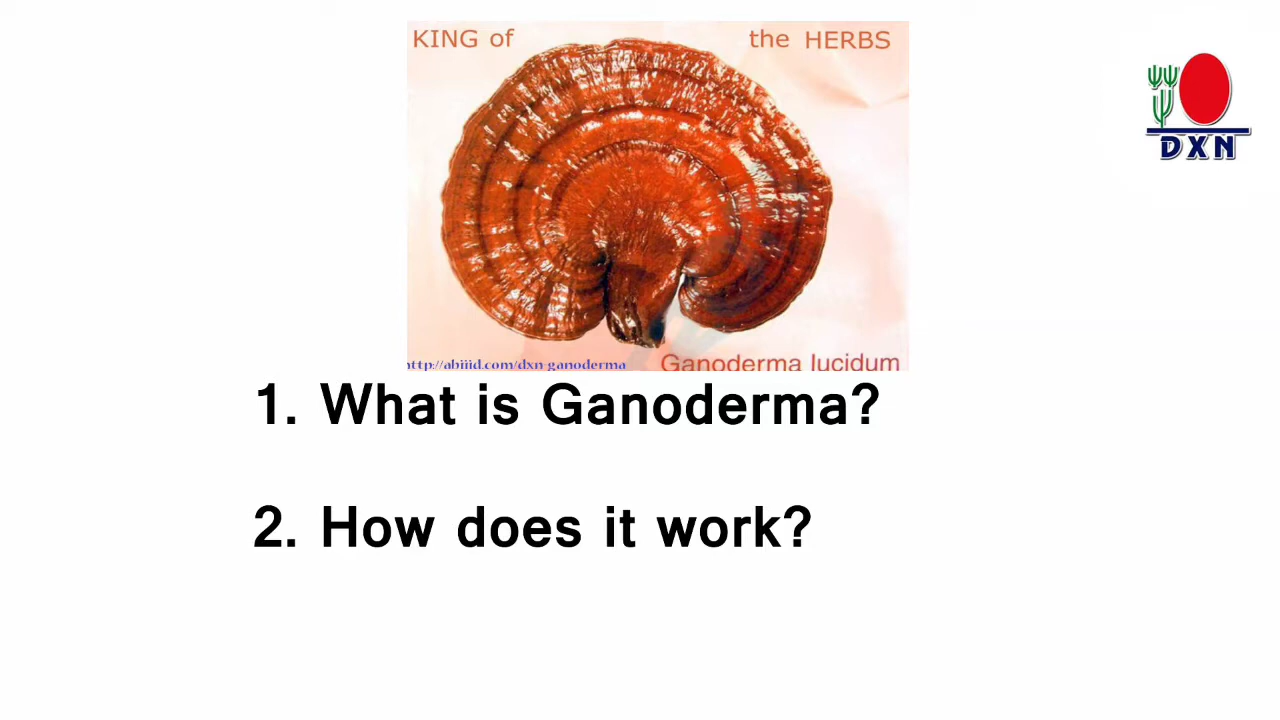 KING of the HERBS
DXN
http://abiiid.com/dxn-ganoderma
Ganoderma lucidum
1. What is Ganoderma?
2. How does it work?